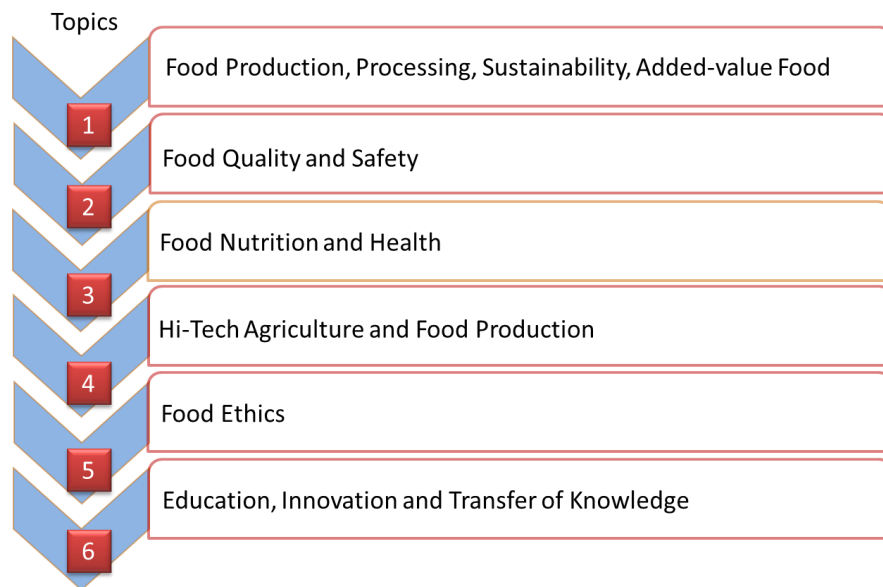 Topics
Food Production, Processing, Sustainability, Added-value Food
1
Food Quality and Safety
2
Food Nutrition and Health
3
Hi-Tech Agriculture and Food Production
4
Food Ethics
5
Education, Innovation and Transfer of Knowledge
6